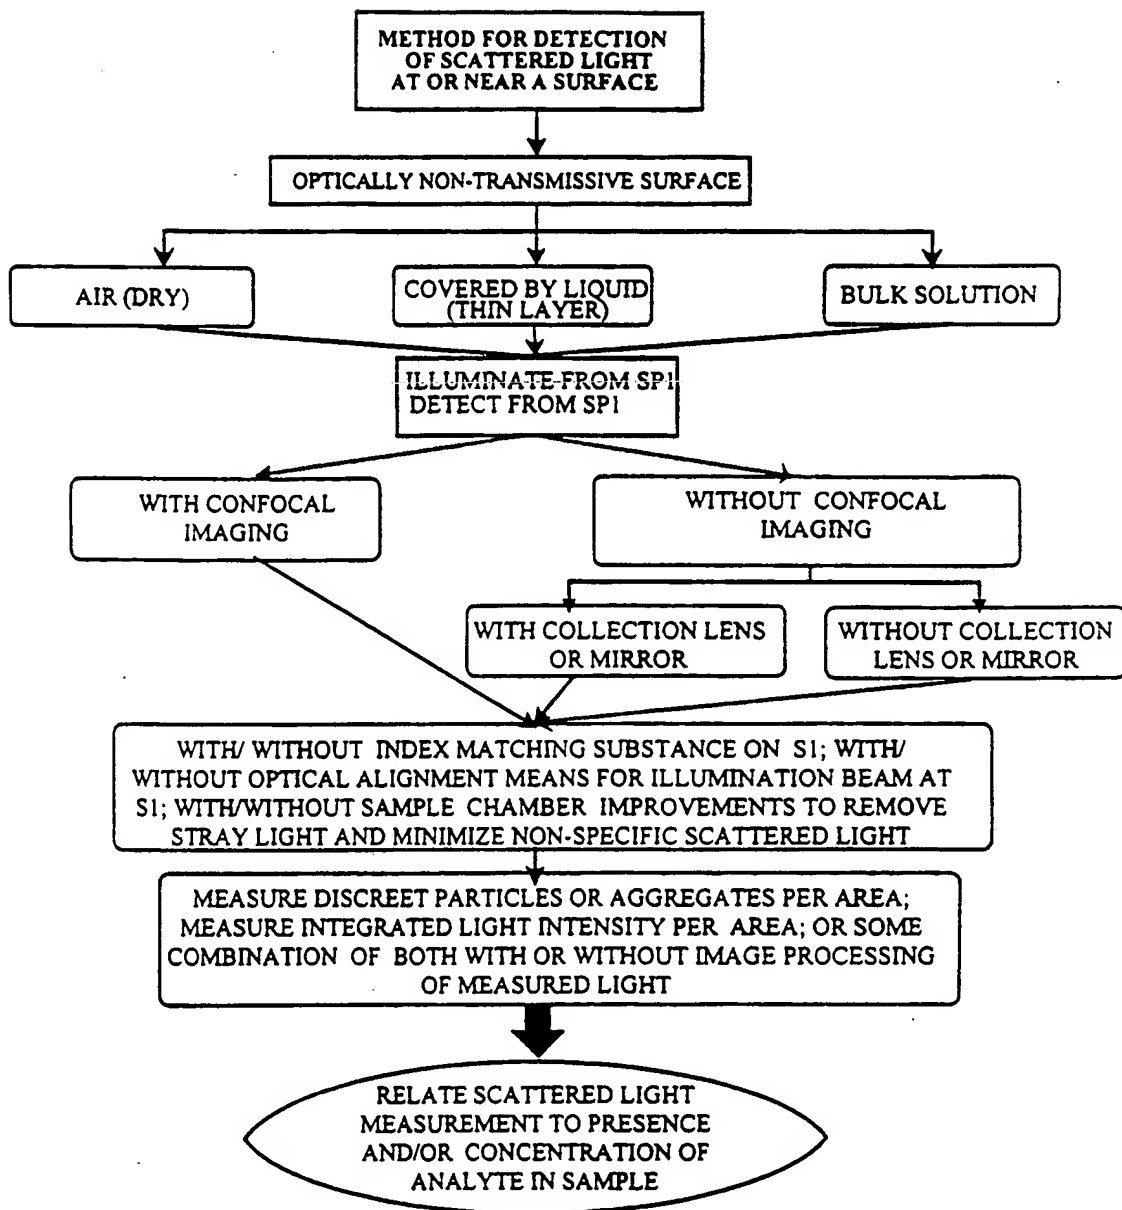 METHOD FOR DETECTION
OF SCATTERED LIGHT
AT OR NEAR A SURFACE
OPTICALLY NON-TRANSMISSIVE SURFACE
AIR (DRY)
COVERED BY LIQUID
(THIN LAYER)
BULK SOLUTION
ILLUMINATE FROM SP1
DETECT FROM SP1
WITH CONFOCAL
IMAGING
WITHOUT CONFOCAL
IMAGING
WITH COLLECTION LENS
OR MIRROR
WITHOUT COLLECTION
LENS OR MIRROR
WITH/ WITHOUT INDEX MATCHING SUBSTANCE ON S1; WITH/
WITHOUT OPTICAL ALIGNMENT MEANS FOR ILLUMINATION BEAM AT
S1; WITH/WITHOUT SAMPLE CHAMBER IMPROVEMENTS TO REMOVE
STRAY LIGHT AND MINIMIZE NON-SPECIFIC SCATTERED LIGHT
MEASURE DISCREET PARTICLES OR AGGREGATES PER AREA;
MEASURE INTEGRATED LIGHT INTENSITY PER AREA; OR SOME
COMBINATION OF BOTH WITH OR WITHOUT IMAGE PROCESSING
OF MEASURED LIGHT
RELATE SCATTERED LIGHT
MEASUREMENT TO PRESENCE
AND/OR CONCENTRATION OF
ANALYTE IN SAMPLE